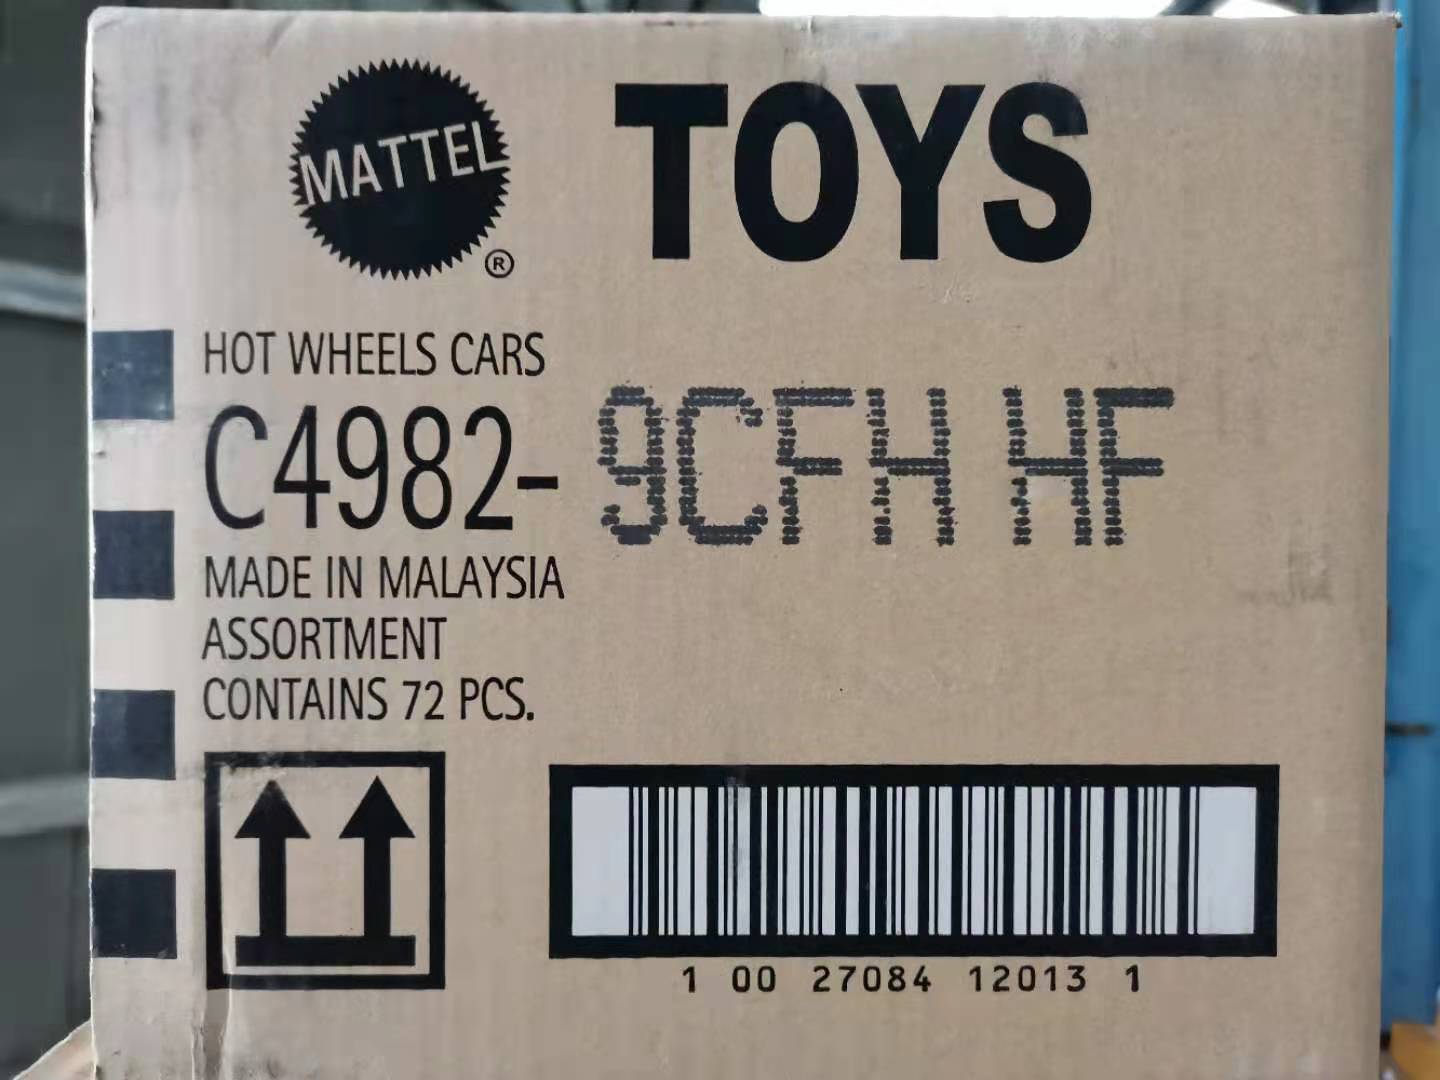 MATTEL ® TOYS
HOT WHEELS CARS
C4982- 9CFH HF
MADE IN MALAYSIA
ASSORTMENT
CONTAINS 72 PCS.
1 00 27084 12013 1